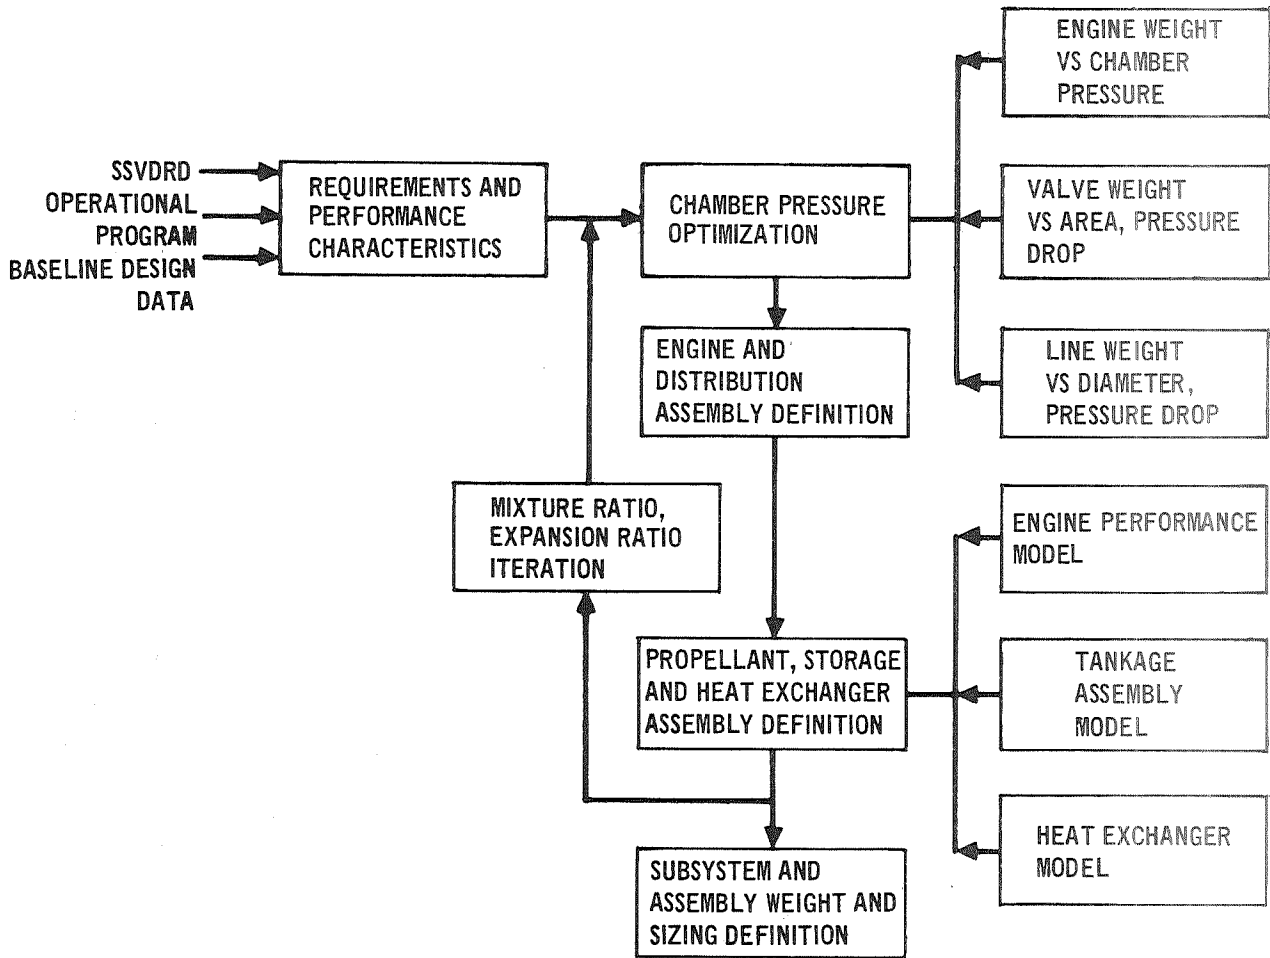 SSVDRD
OPERATIONAL
PROGRAM
BASELINE DESIGN
DATA
REQUIREMENTS AND
PERFORMANCE
CHARACTERISTICS
CHAMBER PRESSURE
OPTIMIZATION
ENGINE WEIGHT
VS CHAMBER
PRESSURE
VALVE WEIGHT
VS AREA, PRESSURE
DROP
LINE WEIGHT
VS DIAMETER,
PRESSURE DROP
ENGINE AND
DISTRIBUTION
ASSEMBLY DEFINITION
MIXTURE RATIO,
EXPANSION RATIO
ITERATION
PROPELLANT, STORAGE
AND HEAT EXCHANGER
ASSEMBLY DEFINITION
ENGINE PERFORMANCE
MODEL
TANKAGE
ASSEMBLY
MODEL
HEAT EXCHANGER
MODEL
SUBSYSTEM AND
ASSEMBLY WEIGHT AND
SIZING DEFINITION